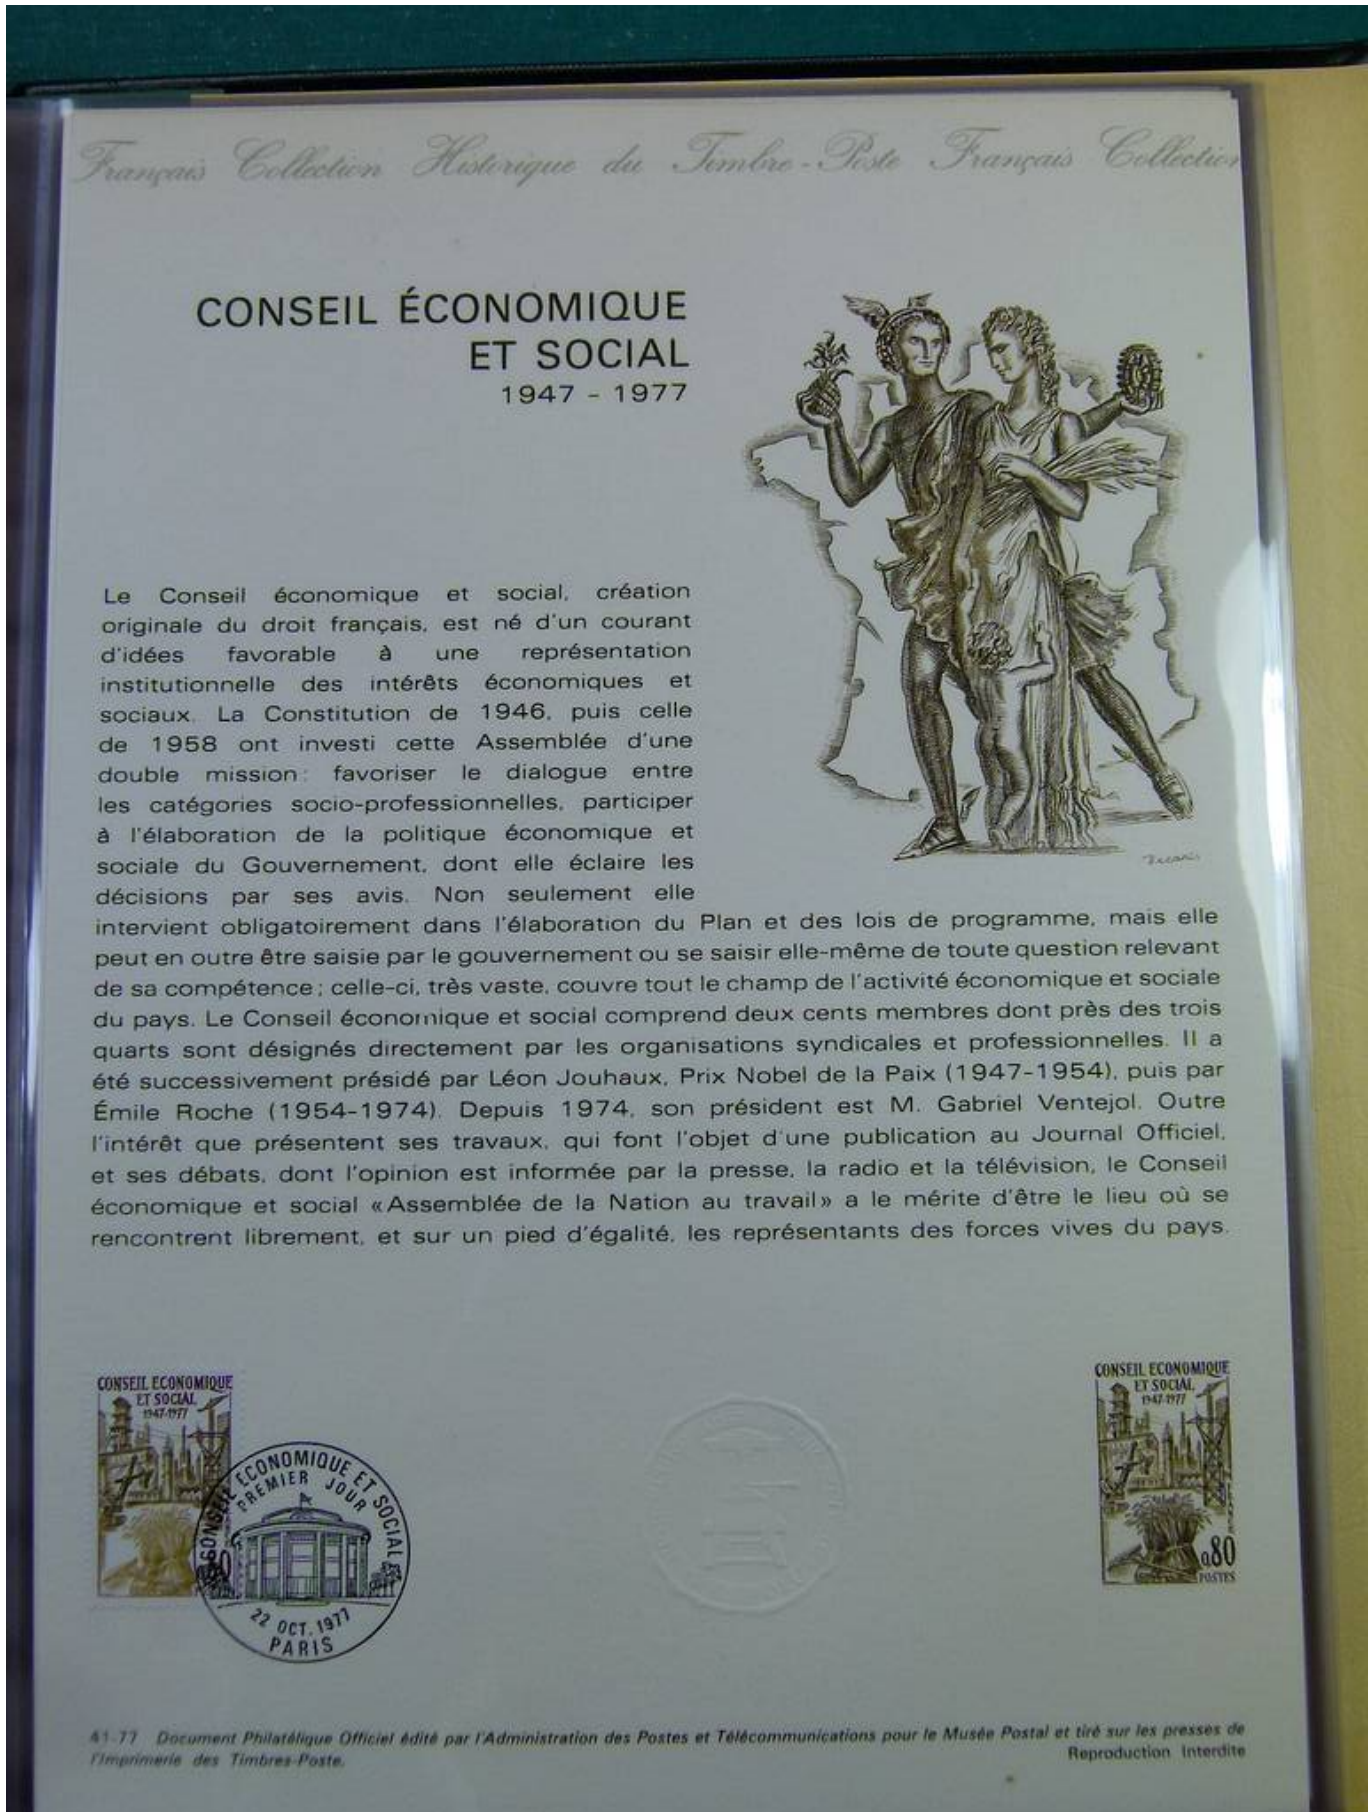 Français Collection Historique du Timbre-Poste Français Collection
CONSEIL ÉCONOMIQUE
ET SOCIAL
1947 - 1977
Le Conseil économique et social, création
originale du droit français, est né d'un courant
d'idées favorable à une représentation
institutionnelle des intérêts économiques et
sociaux. La Constitution de 1946, puis celle
de 1958 ont investi cette Assemblée d'une
double mission : favoriser le dialogue entre
les catégories socio-professionnelles, participer
à l'élaboration de la politique économique et
sociale du Gouvernement, dont elle éclaire les
décisions par ses avis. Non seulement elle
intervient obligatoirement dans l'élaboration du Plan et des lois de programme, mais elle
peut en outre être saisie par le gouvernement ou se saisir elle-même de toute question relevant
de sa compétence ; celle-ci, très vaste, couvre tout le champ de l'activité économique et sociale
du pays. Le Conseil économique et social comprend deux cents membres dont près des trois
quarts sont désignés directement par les organisations syndicales et professionnelles. Il a
été successivement présidé par Léon Jouhaux, Prix Nobel de la Paix (1947-1954), puis par
Émile Roche (1954-1974). Depuis 1974, son président est M. Gabriel Ventejol. Outre
l'intérêt que présentent ses travaux, qui font l'objet d'une publication au Journal Officiel,
et ses débats, dont l'opinion est informée par la presse, la radio et la télévision, le Conseil
économique et social «Assemblée de la Nation au travail» a le mérite d'être le lieu où se
rencontrent librement, et sur un pied d'égalité, les représentants des forces vives du pays.
Decaris
CONSEIL ECONOMIQUE
ET SOCIAL
1947-1977
CONSEIL ECONOMIQUE ET SOCIAL
PREMIER JOUR
22 OCT. 1977
PARIS
CONSEIL ECONOMIQUE
ET SOCIAL
1947-1977
0,80
POSTES
41-77 Document Philatélique Officiel édité par l'Administration des Postes et Télécommunications pour le Musée Postal et tiré sur les presses de
l'Imprimerie des Timbres-Poste.
Reproduction Interdite